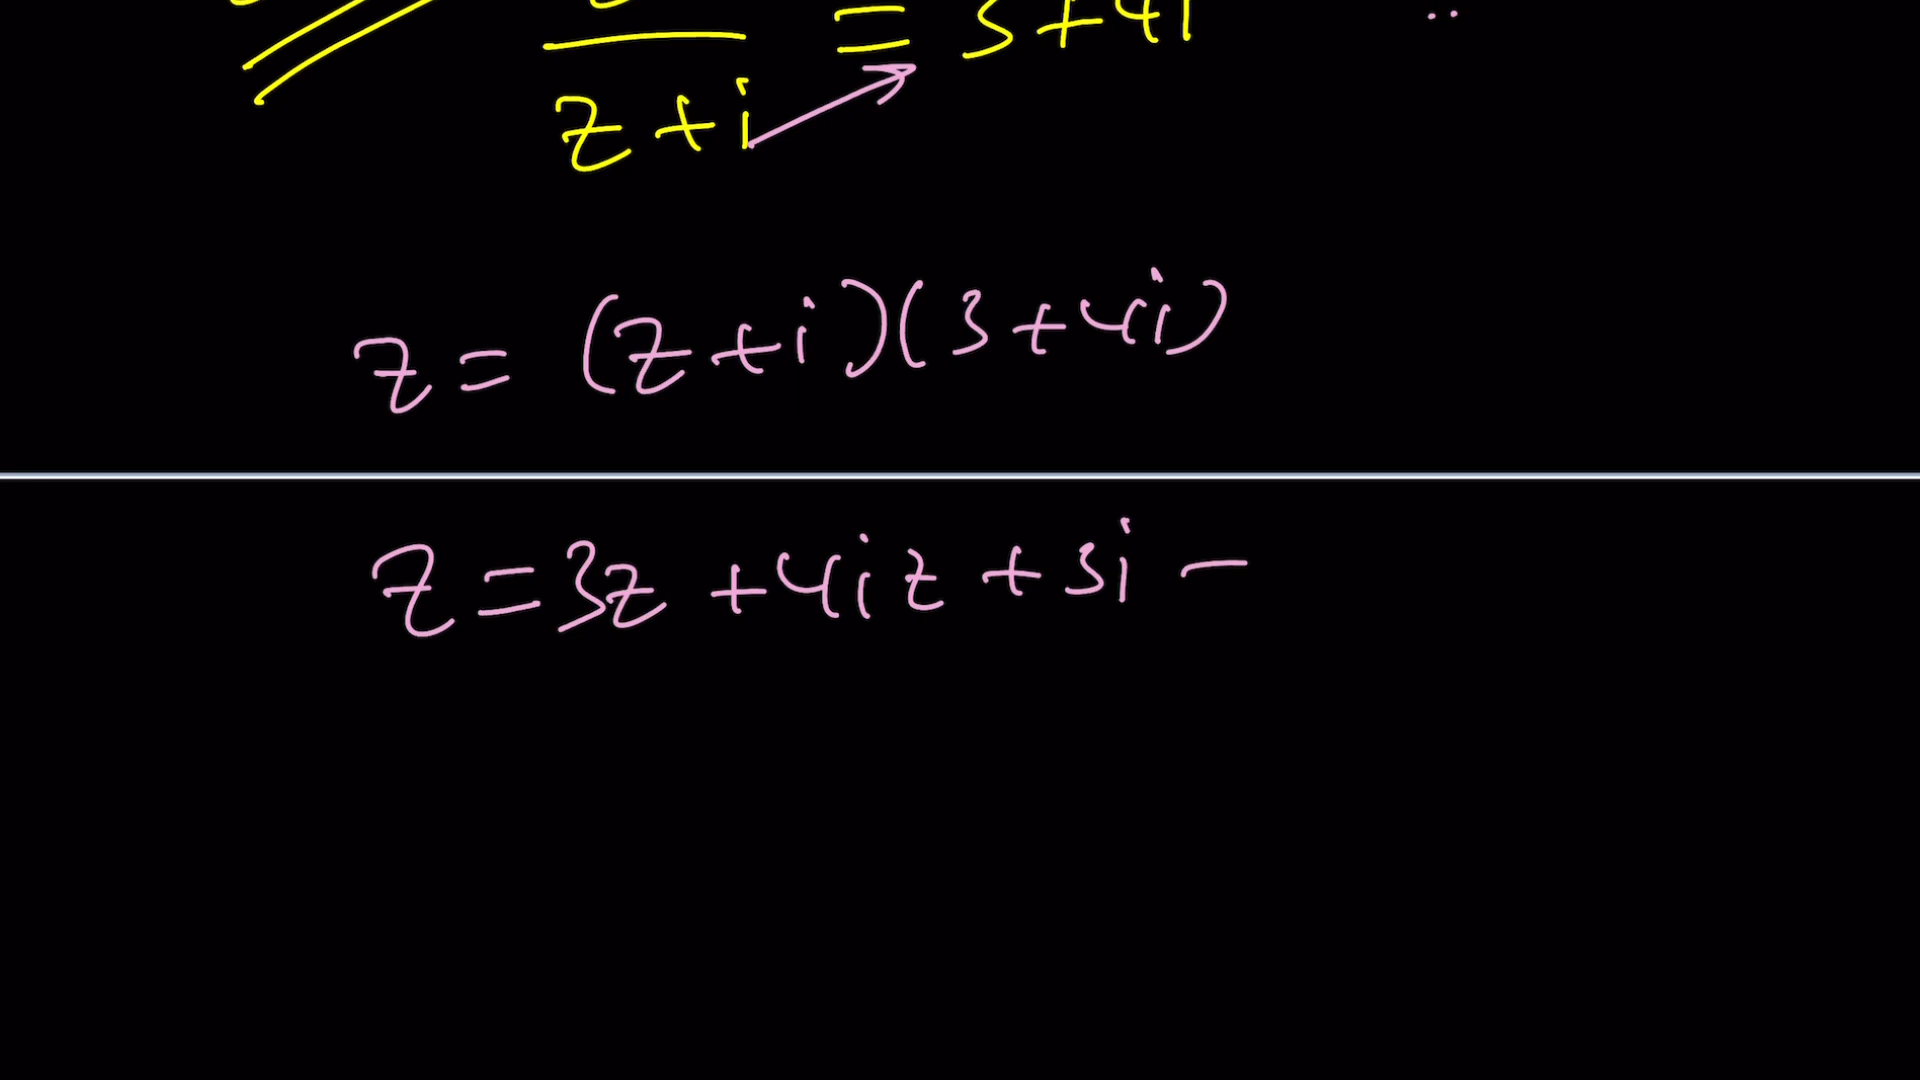 z+i = 3+4i
z = (z+i)(3+4i)
z = 3z + 4iz + 3i −